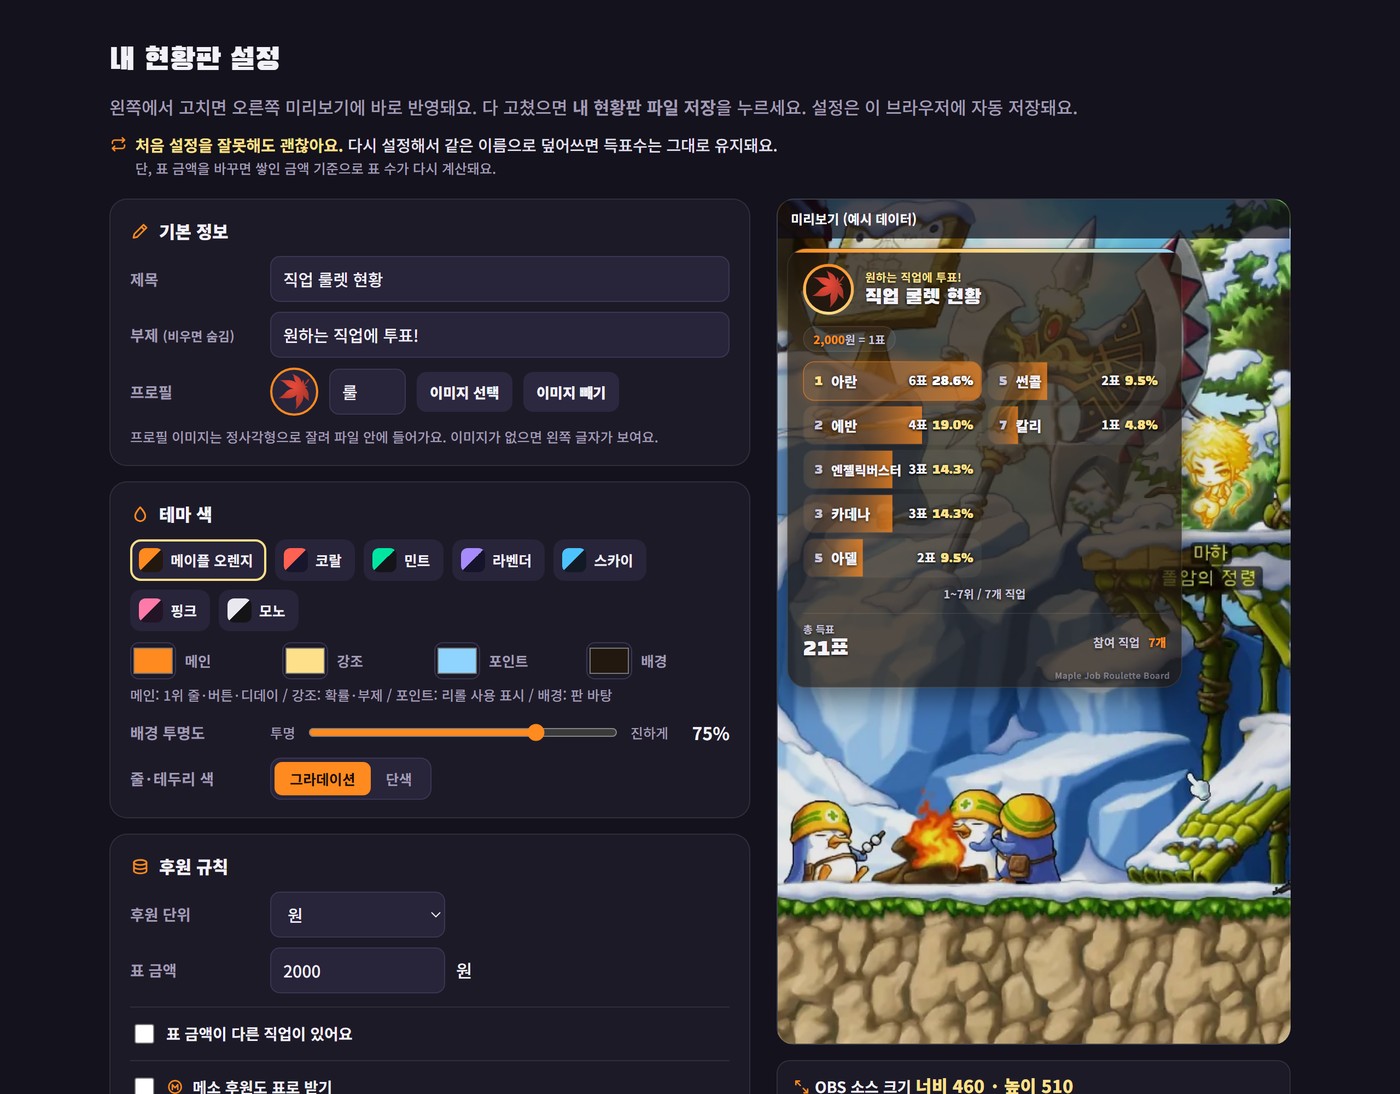 내 현황판 설정
왼쪽에서 고치면 오른쪽 미리보기에 바로 반영돼요. 다 고쳤으면 내 현황판 파일 저장을 누르세요. 설정은 이 브라우저에 자동 저장돼요.
처음 설정을 잘못해도 괜찮아요. 다시 설정해서 같은 이름으로 덮어쓰면 득표수는 그대로 유지돼요.
단, 표 금액을 바꾸면 쌓인 금액 기준으로 표 수가 다시 계산돼요.
기본 정보
제목 직업 룰렛 현황
부제 (비우면 숨김) 원하는 직업에 투표!
프로필 룰 이미지 선택 이미지 빼기
프로필 이미지는 정사각형으로 잘려 파일 안에 들어가요. 이미지가 없으면 왼쪽 글자가 보여요.
테마 색
메이플 오렌지 코랄 민트 라벤더 스카이
핑크 모노
메인 강조 포인트 배경
메인: 1위 줄·버튼·디데이 / 강조: 확률·부제 / 포인트: 리롤 사용 표시 / 배경: 판 바탕
배경 투명도 투명 진하게 75%
줄·테두리 색 그라데이션 단색
후원 규칙
후원 단위 원
표 금액 2000 원
표 금액이 다른 직업이 있어요
메소 후원도 표로 받기
미리보기 (예시 데이터)
원하는 직업에 투표!
직업 룰렛 현황
2,000원 = 1표
1 아란 6표 28.6% 5 썬콜 2표 9.5%
2 에반 4표 19.0% 7 칼리 1표 4.8%
3 엔젤릭버스터 3표 14.3%
3 카데나 3표 14.3%
5 아델 2표 9.5%
1~7위 / 7개 직업
총 득표
21표
참여 직업 7개
Maple Job Roulette Board
마하
폴암의 정령
OBS 소스 크기 너비 460 · 높이 510